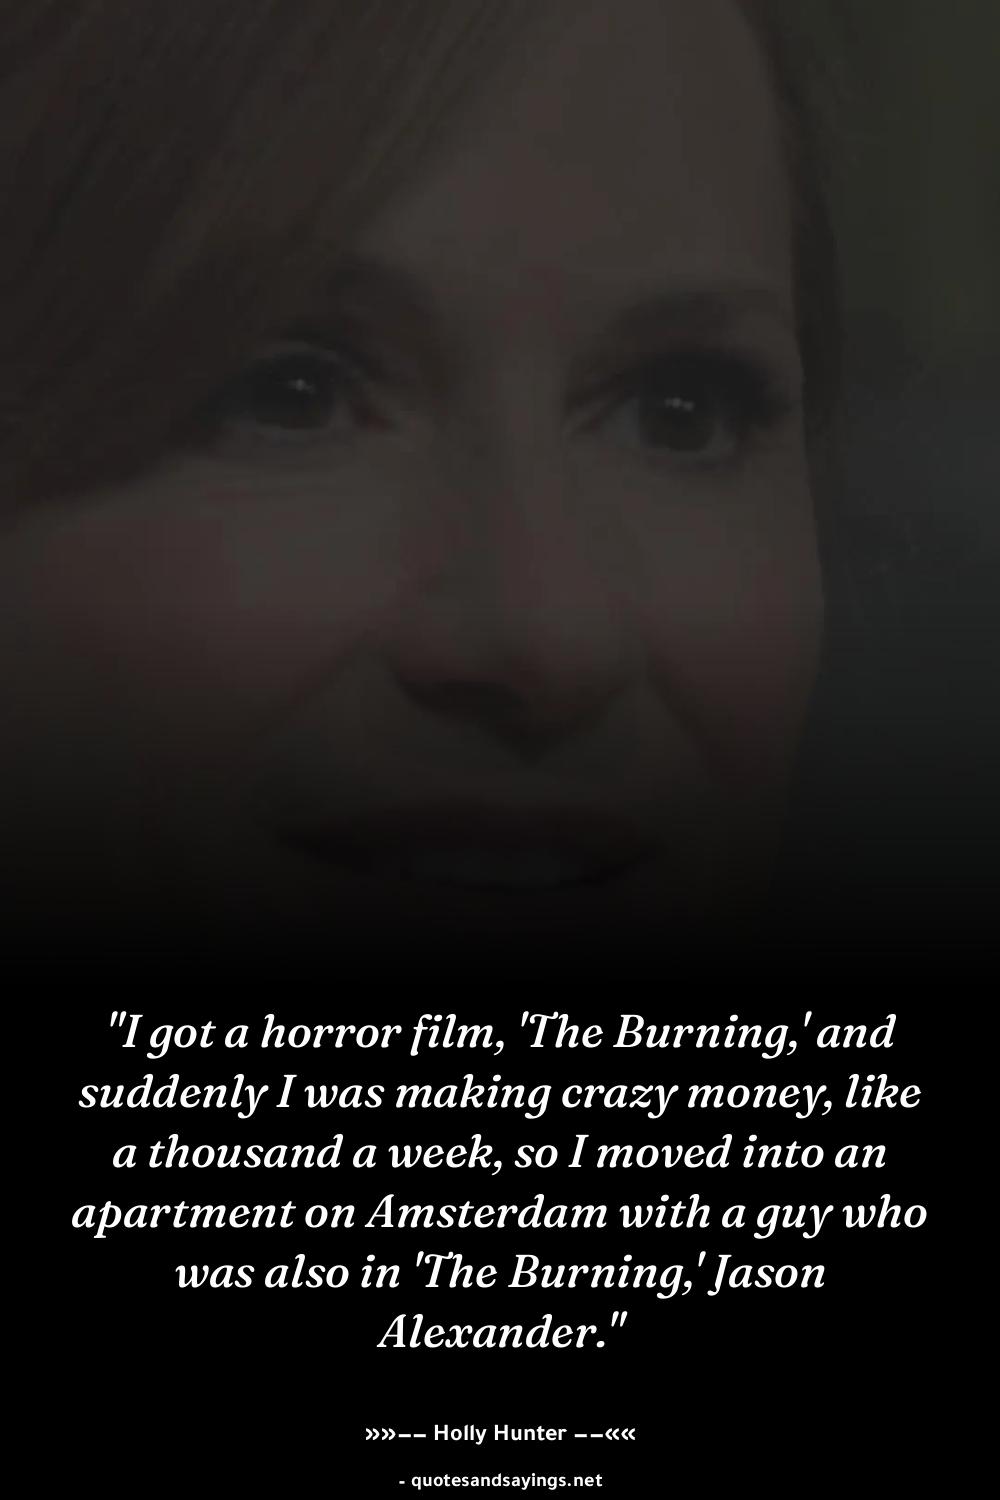 "I got a horror film, 'The Burning,' and
suddenly I was making crazy money, like
a thousand a week, so I moved into an
apartment on Amsterdam with a guy who
was also in 'The Burning,' Jason
Alexander."
»»−− Holly Hunter −−««
- quotesandsayings.net